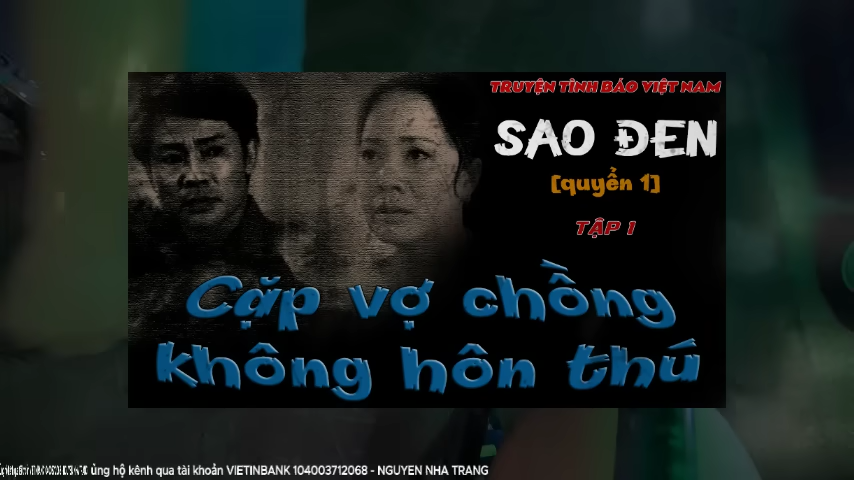 TRUYỆN TÌNH BÁO VIỆT NAM
SAO ĐEN
[quyển 1]
TẬP 1
Cặp vợ chồng
không hôn thú
ủng hộ kênh qua tài khoản VIETINBANK 104003712068 - NGUYEN NHA TRANG